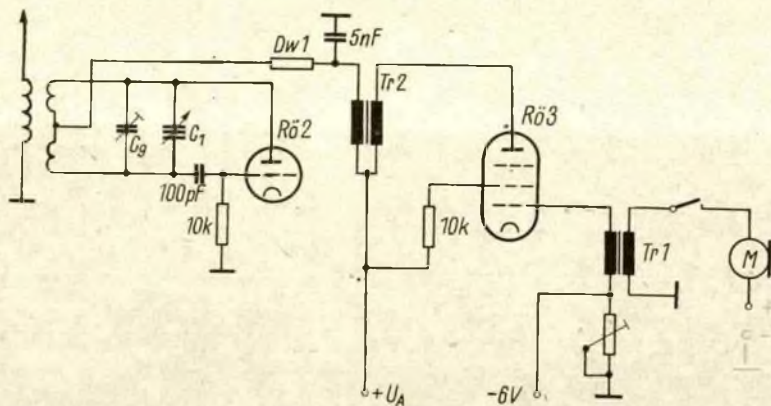 5nF
Dw1
Tr2
Rö3
Rö2
Cg
C1
100pF
10k
10k
Tr1
M
+UA
-6V